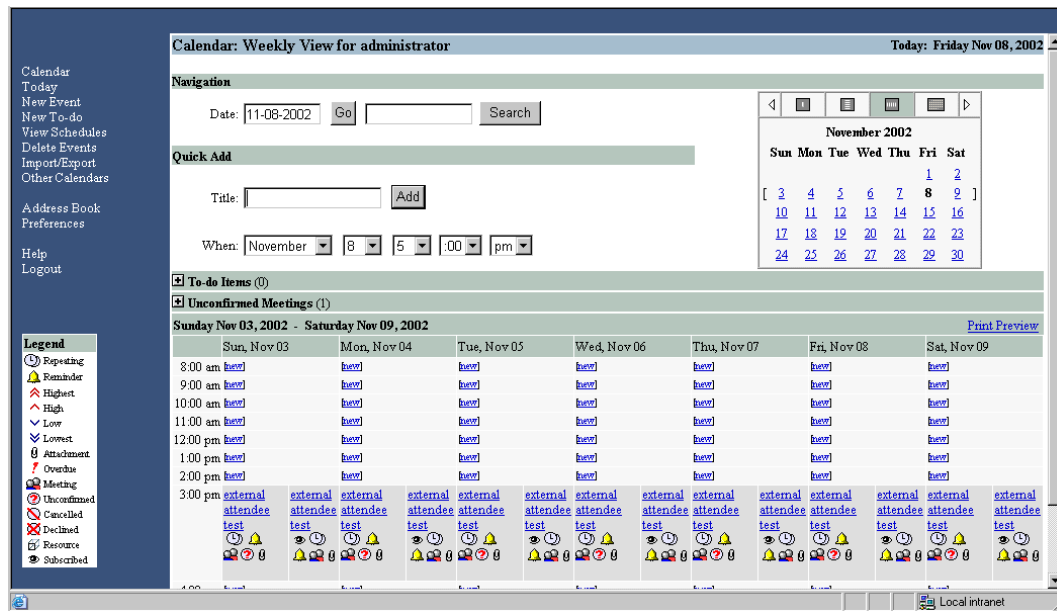 Calendar: Weekly View for administrator Today: Friday Nov 08, 2002
Calendar
Today
New Event
New To-do
View Schedules
Delete Events
Import/Export
Other Calendars
Address Book
Preferences
Help
Logout
Legend
Repeating
Reminder
Highest
High
Low
Lowest
Attachment
Overdue
Meeting
Unconfirmed
Cancelled
Declined
Resource
Subscribed
Navigation
Date: 11-08-2002 Go Search
Quick Add
Title: Add
When: November 8 5 :00 pm
November 2002
Sun Mon Tue Wed Thu Fri Sat
1 2
[ 3 4 5 6 7 8 9 ]
10 11 12 13 14 15 16
17 18 19 20 21 22 23
24 25 26 27 28 29 30
To-do Items (0)
Unconfirmed Meetings (1)
Sunday Nov 03, 2002 - Saturday Nov 09, 2002 Print Preview
Sun, Nov 03 Mon, Nov 04 Tue, Nov 05 Wed, Nov 06 Thu, Nov 07 Fri, Nov 08 Sat, Nov 09
8:00 am [new] [new] [new] [new] [new] [new] [new]
9:00 am [new] [new] [new] [new] [new] [new] [new]
10:00 am [new] [new] [new] [new] [new] [new] [new]
11:00 am [new] [new] [new] [new] [new] [new] [new]
12:00 pm [new] [new] [new] [new] [new] [new] [new]
1:00 pm [new] [new] [new] [new] [new] [new] [new]
2:00 pm [new] [new] [new] [new] [new] [new] [new]
3:00 pm external external external external external external external external external external external external external external
attendee attendee attendee attendee attendee attendee attendee attendee attendee attendee attendee attendee attendee attendee
test test test test test test test test test test test test test test
Local intranet